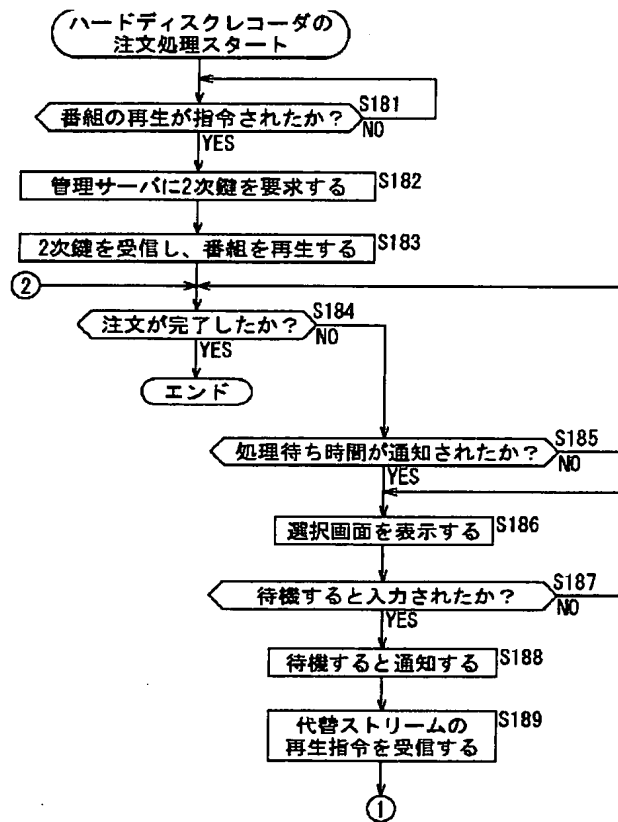 ハードディスクレコーダの
注文処理スタート
番組の再生が指令されたか?
S181
NO
YES
管理サーバに2次鍵を要求する
S182
2次鍵を受信し、番組を再生する
S183
②
注文が完了したか?
S184
NO
YES
エンド
処理待ち時間が通知されたか?
S185
NO
YES
選択画面を表示する
S186
待機すると入力されたか?
S187
NO
YES
待機すると通知する
S188
代替ストリームの
再生指令を受信する
S189
①